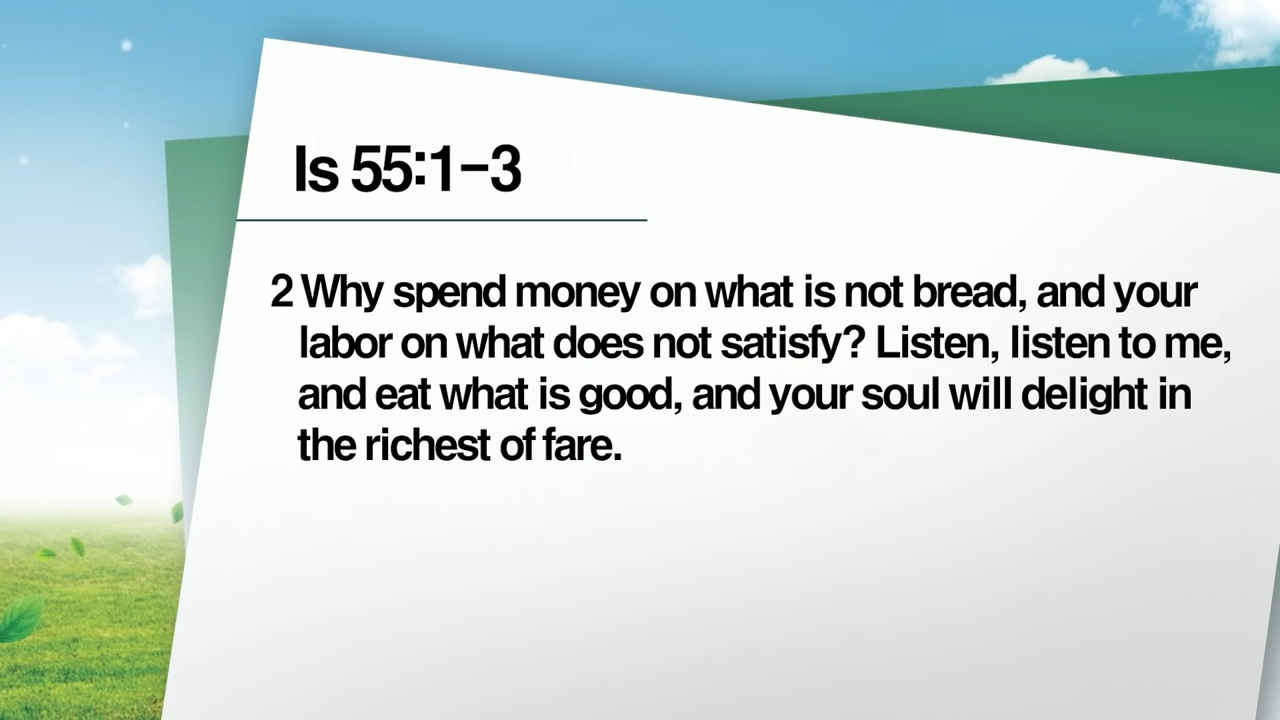 Is 55:1–3
2 Why spend money on what is not bread, and your
labor on what does not satisfy? Listen, listen to me,
and eat what is good, and your soul will delight in
the richest of fare.